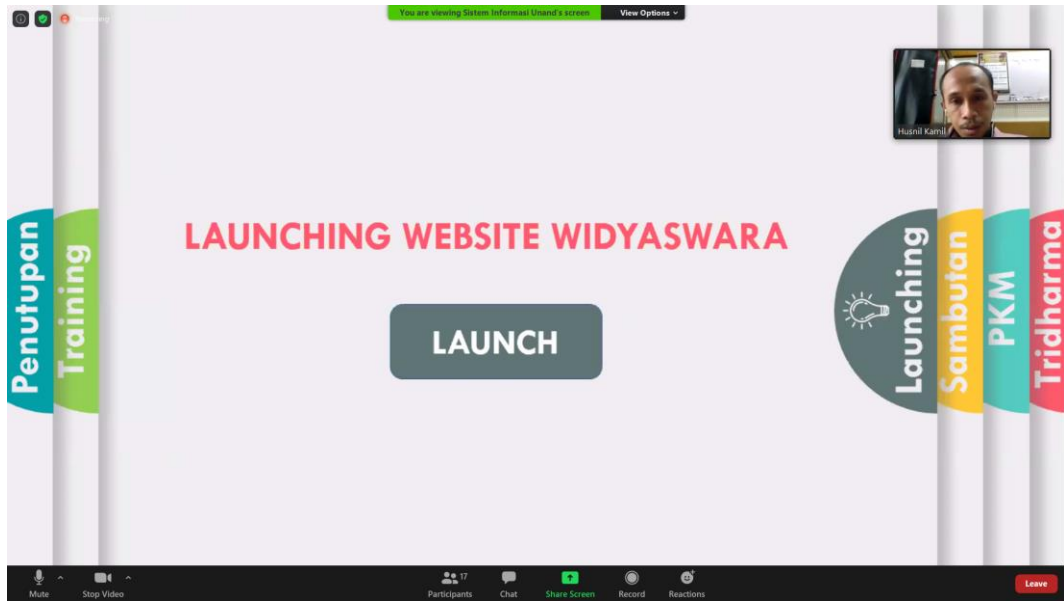 You are viewing Sistem Informasi Unand's screen
View Options
Husnil Kamil
Penutupan
Training
LAUNCHING WEBSITE WIDYASWARA
LAUNCH
Launching
Sambutan
PKM
Tridharma
Mute
Stop Video
17
Participants
Chat
Share Screen
Record
Reactions
Leave